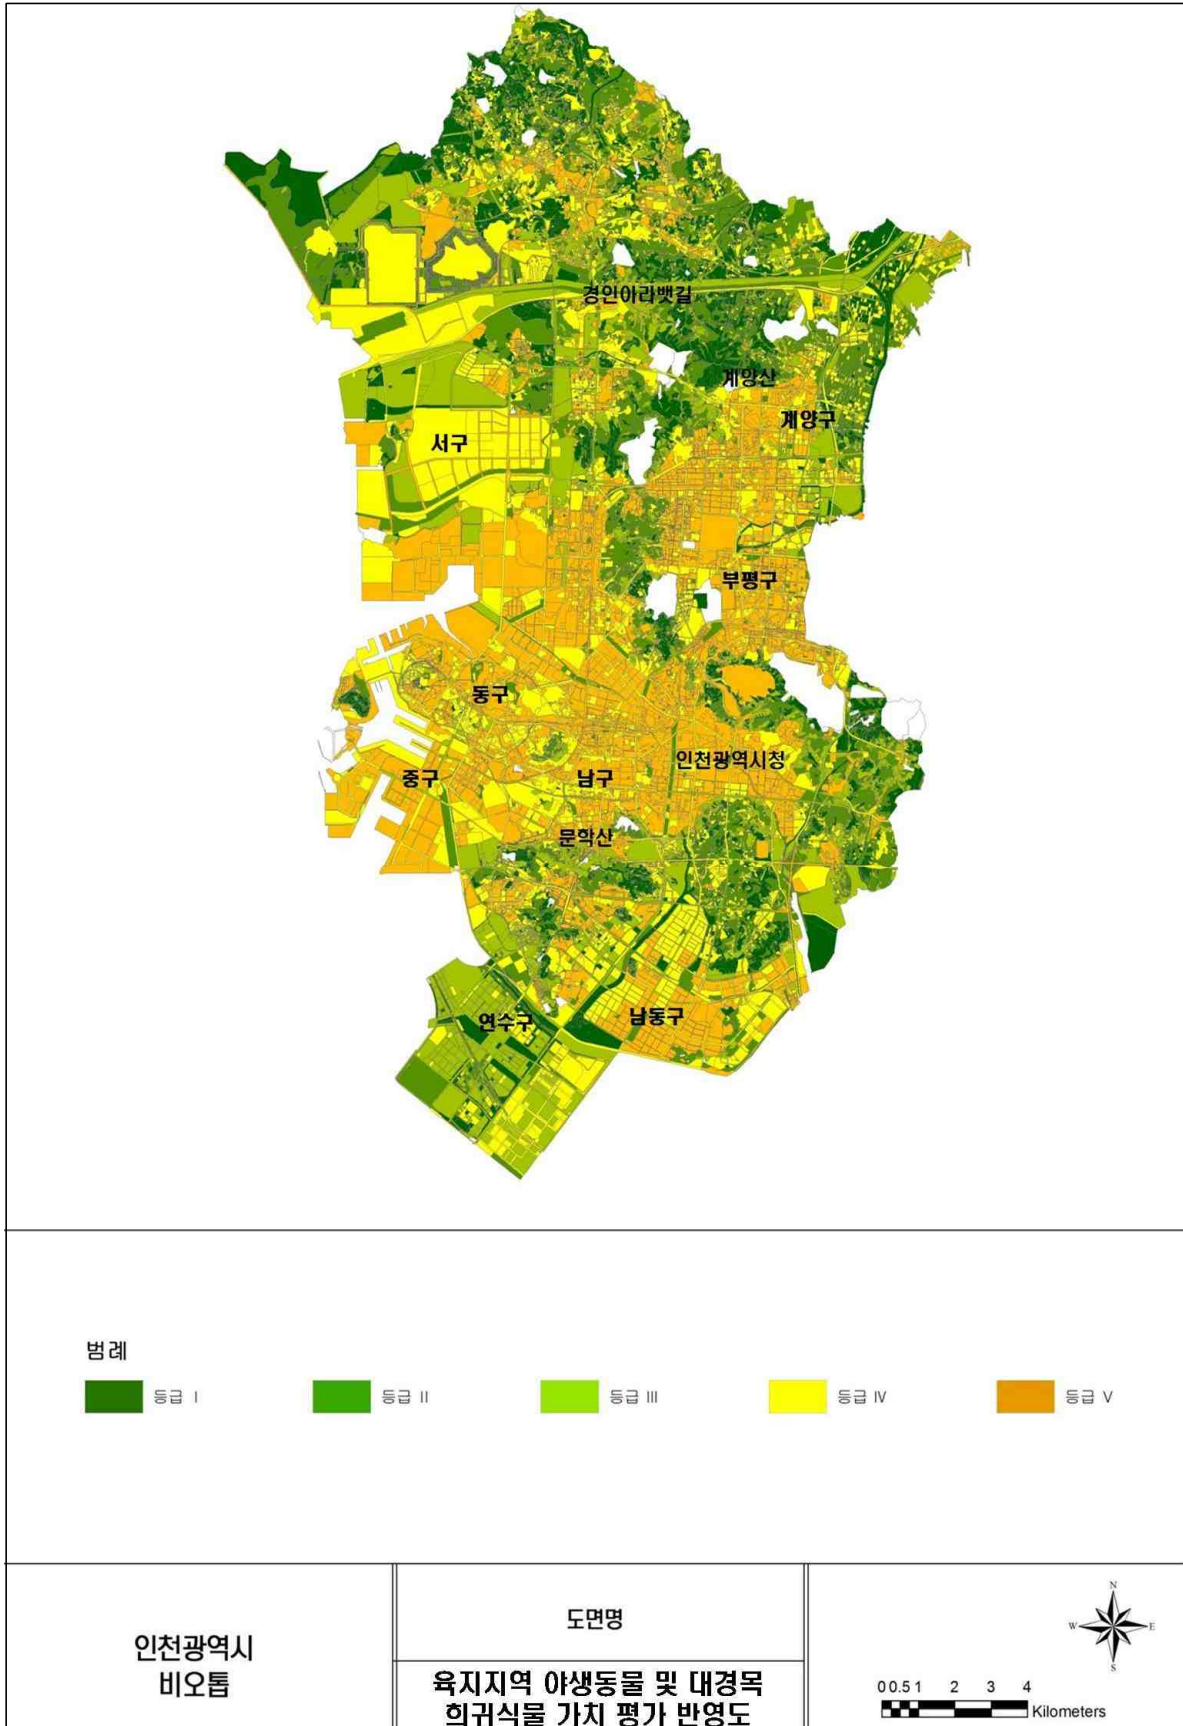 경인아라뱃길
계양산
계양구
서구
부평구
동구
인천광역시청
중구
남구
문학산
연수구
남동구
범례
등급 I
등급 II
등급 III
등급 IV
등급 V
인천광역시
비오톱
도면명
육지지역 야생동물 및 대경목
희귀식물 가치 평가 반영도
N
W
E
S
0 0.5 1 2 3 4
Kilometers